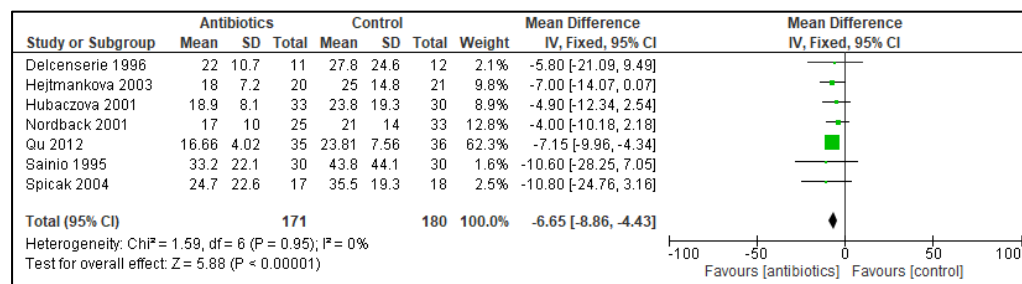 Antibiotics Control Mean Difference Mean Difference
Study or Subgroup Mean SD Total Mean SD Total Weight IV, Fixed, 95% CI IV, Fixed, 95% CI
Delcenserie 1996 22 10.7 11 27.8 24.6 12 2.1% -5.80 [-21.09, 9.49]
Hejtmankova 2003 18 7.2 20 25 14.8 21 9.8% -7.00 [-14.07, 0.07]
Hubaczova 2001 18.9 8.1 33 23.8 19.3 30 8.9% -4.90 [-12.34, 2.54]
Nordback 2001 17 10 25 21 14 33 12.8% -4.00 [-10.18, 2.18]
Qu 2012 16.66 4.02 35 23.81 7.56 36 62.3% -7.15 [-9.96, -4.34]
Sainio 1995 33.2 22.1 30 43.8 44.1 30 1.6% -10.60 [-28.25, 7.05]
Spicak 2004 24.7 22.6 17 35.5 19.3 18 2.5% -10.80 [-24.76, 3.16]
Total (95% CI) 171 180 100.0% -6.65 [-8.86, -4.43]
Heterogeneity: Chi² = 1.59, df = 6 (P = 0.95); I² = 0%
Test for overall effect: Z = 5.88 (P < 0.00001)
-100 -50 0 50 100
Favours [antibiotics] Favours [control]